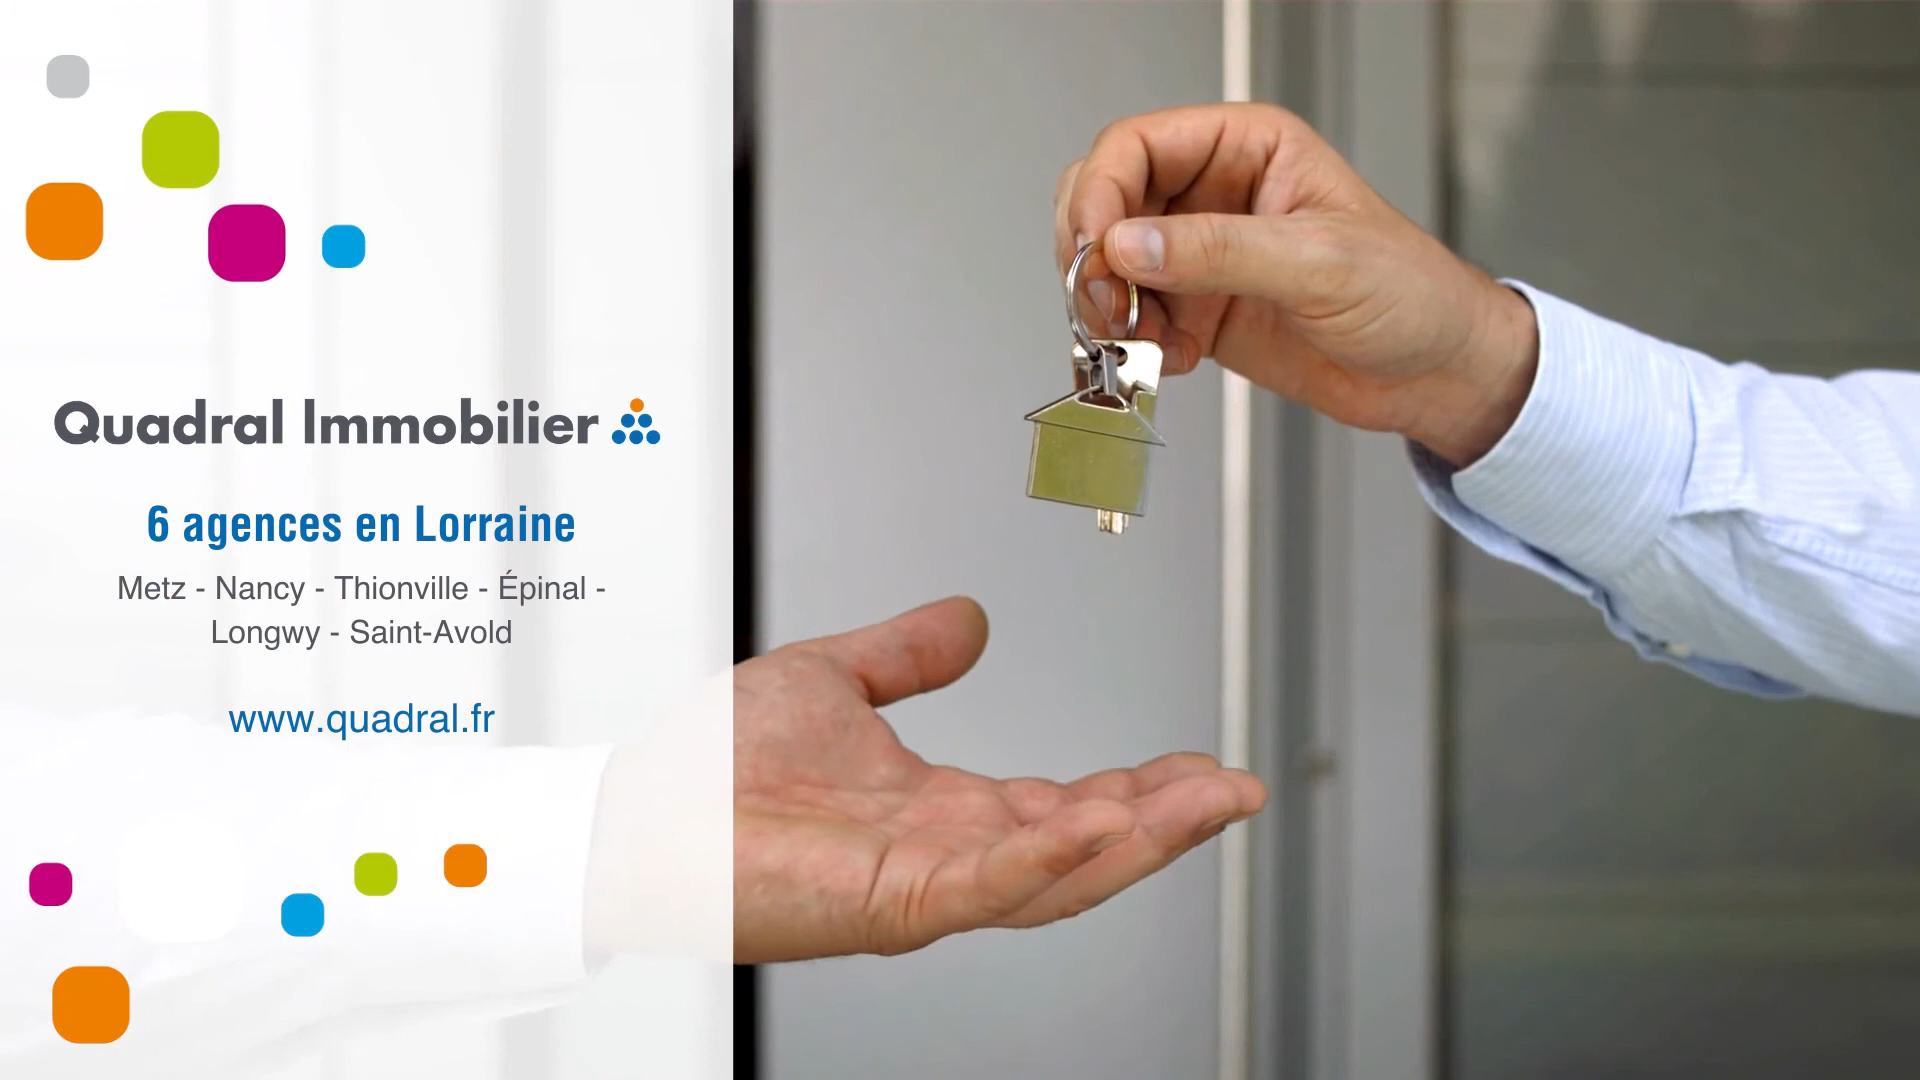 Quadral Immobilier
6 agences en Lorraine
Metz - Nancy - Thionville - Épinal -
Longwy - Saint-Avold
www.quadral.fr